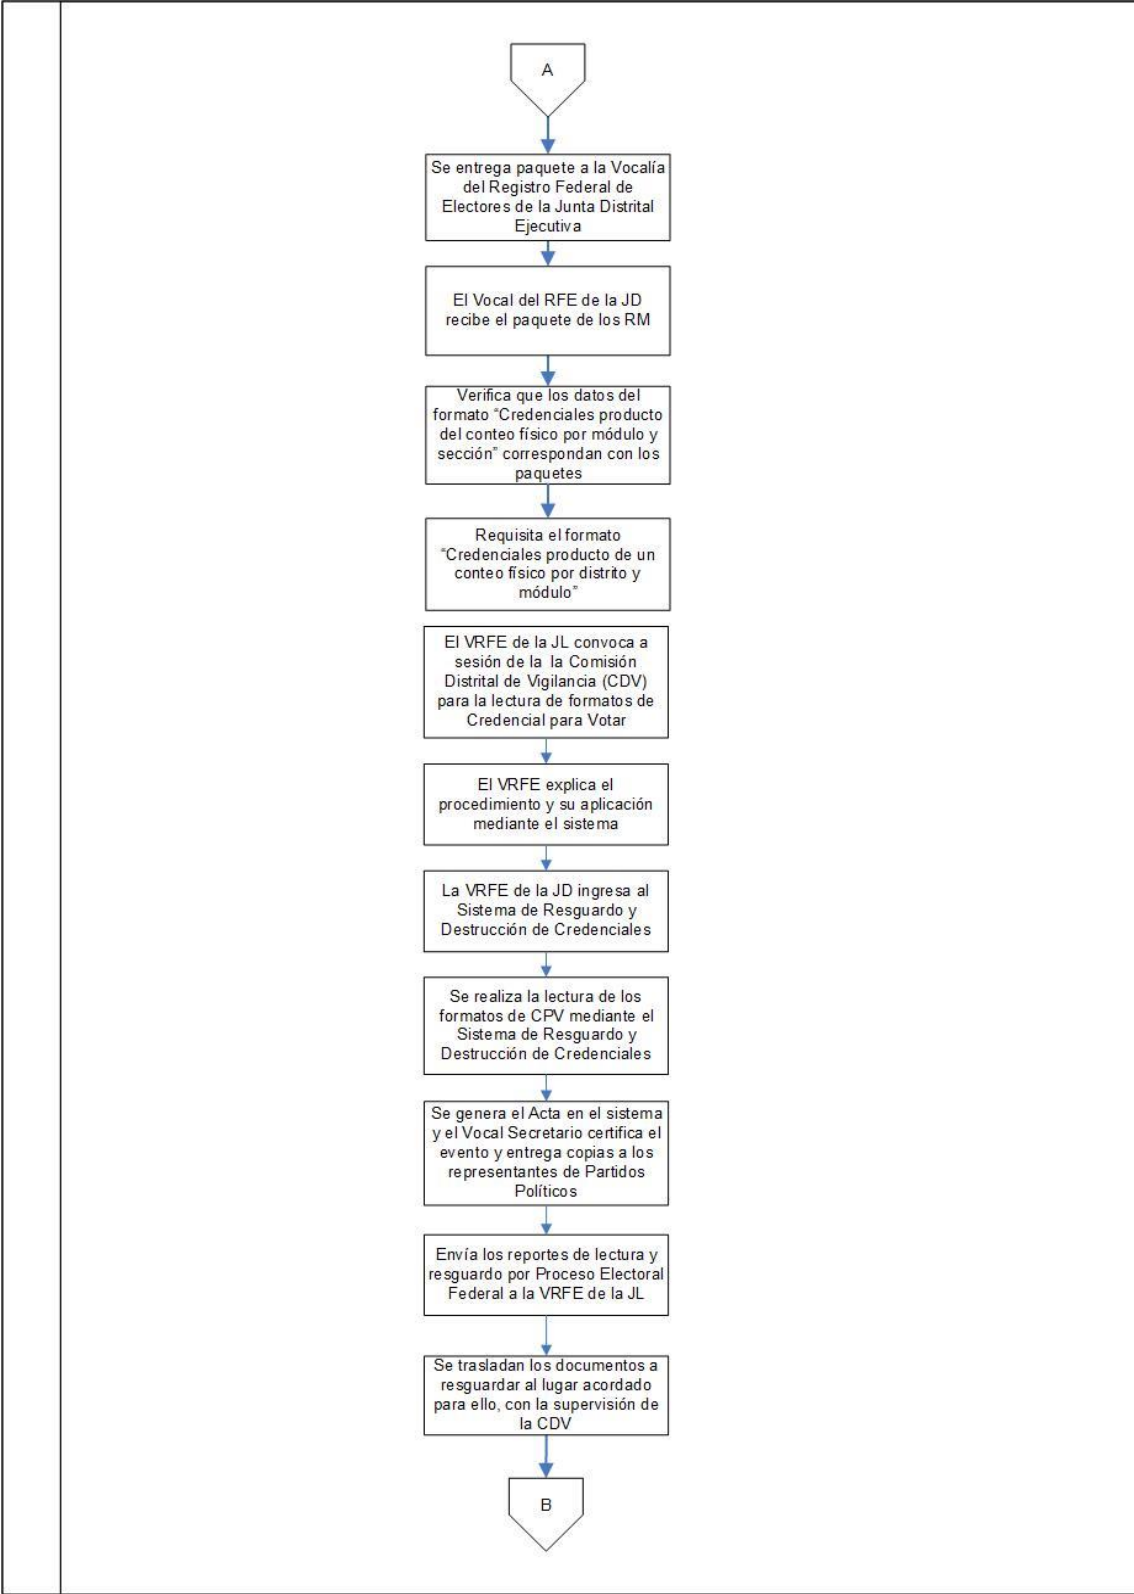 A
Se entrega paquete a la Vocalía
del Registro Federal de
Electores de la Junta Distrital
Ejecutiva
El Vocal del RFE de la JD
recibe el paquete de los RM
Verifica que los datos del
formato “Credenciales producto
del conteo físico por módulo y
sección” correspondan con los
paquetes
Requisita el formato
“Credenciales producto de un
conteo físico por distrito y
módulo”
El VRFE de la JL convoca a
sesión de la la Comisión
Distrital de Vigilancia (CDV)
para la lectura de formatos de
Credencial para Votar
El VRFE explica el
procedimiento y su aplicación
mediante el sistema
La VRFE de la JD ingresa al
Sistema de Resguardo y
Destrucción de Credenciales
Se realiza la lectura de los
formatos de CPV mediante el
Sistema de Resguardo y
Destrucción de Credenciales
Se genera el Acta en el sistema
y el Vocal Secretario certifica el
evento y entrega copias a los
representantes de Partidos
Políticos
Envía los reportes de lectura y
resguardo por Proceso Electoral
Federal a la VRFE de la JL
Se trasladan los documentos a
resguardar al lugar acordado
para ello, con la supervisión de
la CDV
B